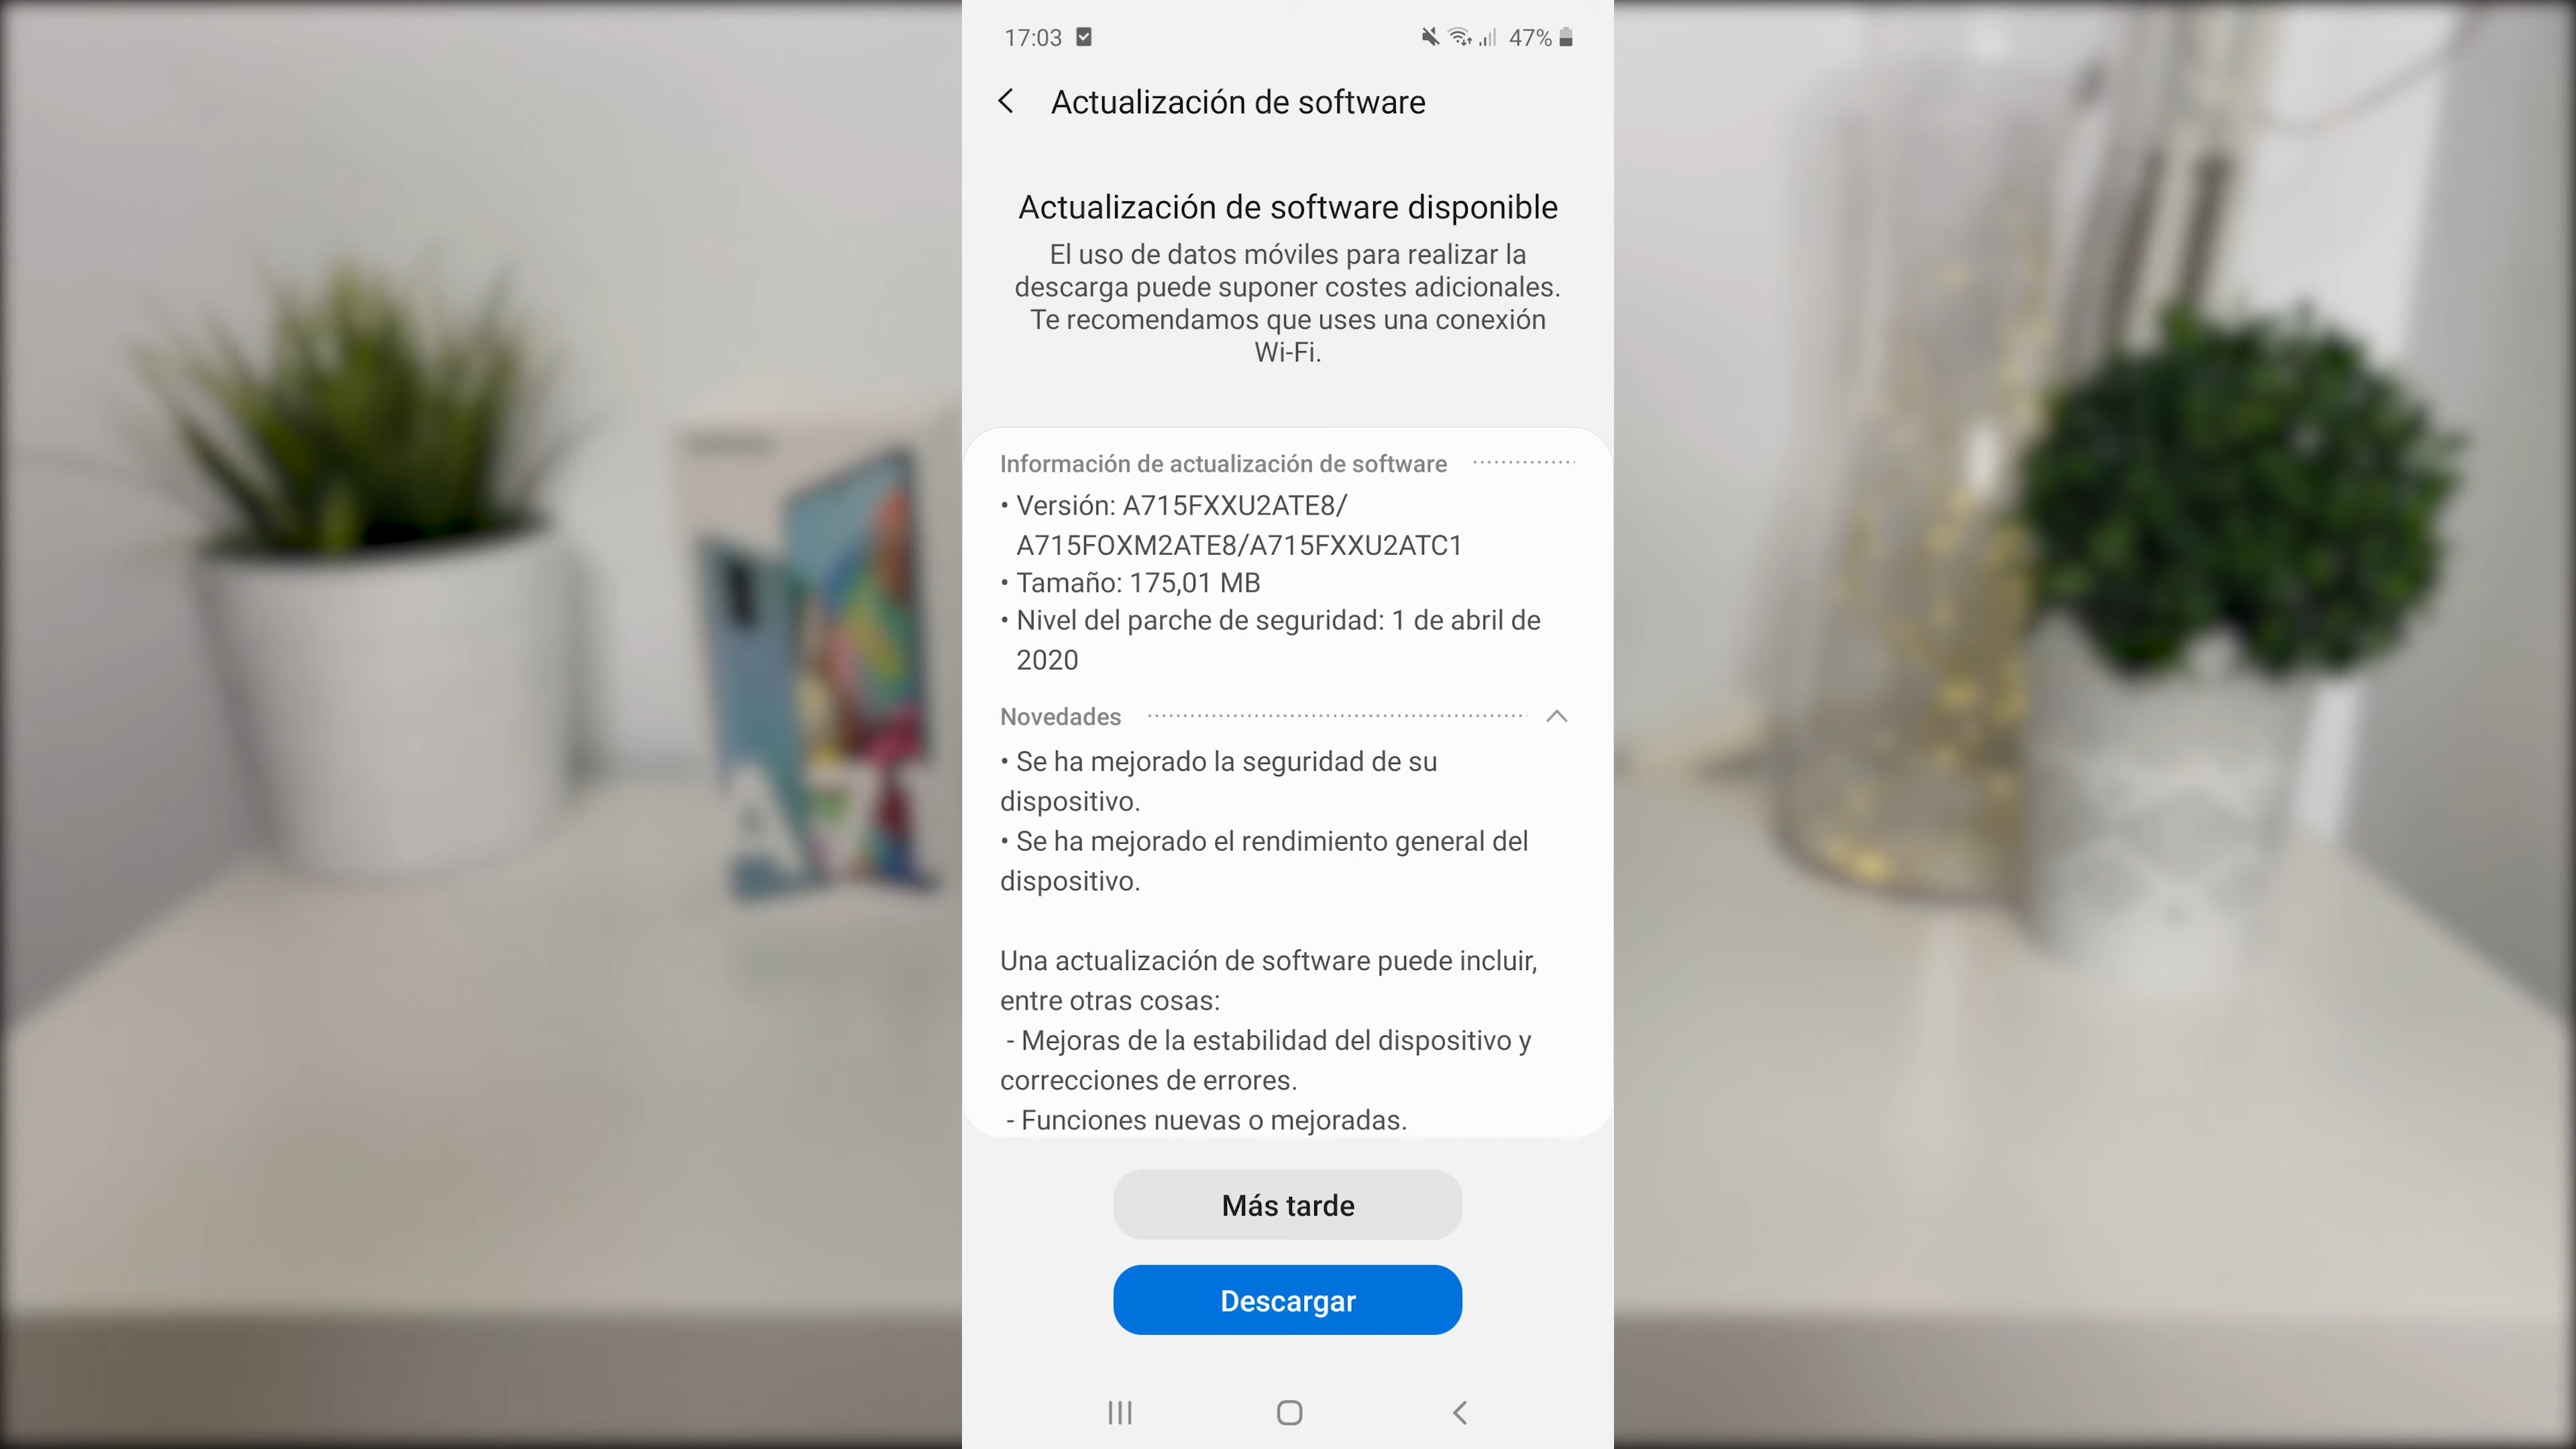 17:03
47%
Actualización de software
Actualización de software disponible
El uso de datos móviles para realizar la
descarga puede suponer costes adicionales.
Te recomendamos que uses una conexión
Wi-Fi.
Información de actualización de software
• Versión: A715FXXU2ATE8/
A715FOXM2ATE8/A715FXXU2ATC1
• Tamaño: 175,01 MB
• Nivel del parche de seguridad: 1 de abril de
2020
Novedades
• Se ha mejorado la seguridad de su
dispositivo.
• Se ha mejorado el rendimiento general del
dispositivo.
Una actualización de software puede incluir,
entre otras cosas:
- Mejoras de la estabilidad del dispositivo y
correcciones de errores.
- Funciones nuevas o mejoradas.
Más tarde
Descargar